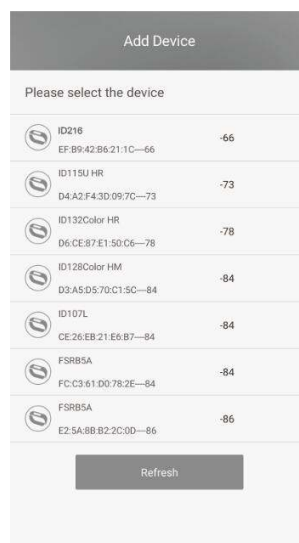 Add Device
Please select the device
ID216
-66
EF:B9:42:B6:21:1C----66
ID115U HR
-73
D4:A2:F4:3D:09:7C----73
ID132Color HR
-78
D6:CE:87:E1:50:C6----78
ID128Color HM
-84
D3:A5:D5:70:C1:5C----84
ID107L
-84
CE:26:EB:21:E6:B7----84
FSRB5A
-84
FC:C3:61:D0:78:2E----84
FSRB5A
-86
E2:5A:8B:B2:2C:0D----86
Refresh